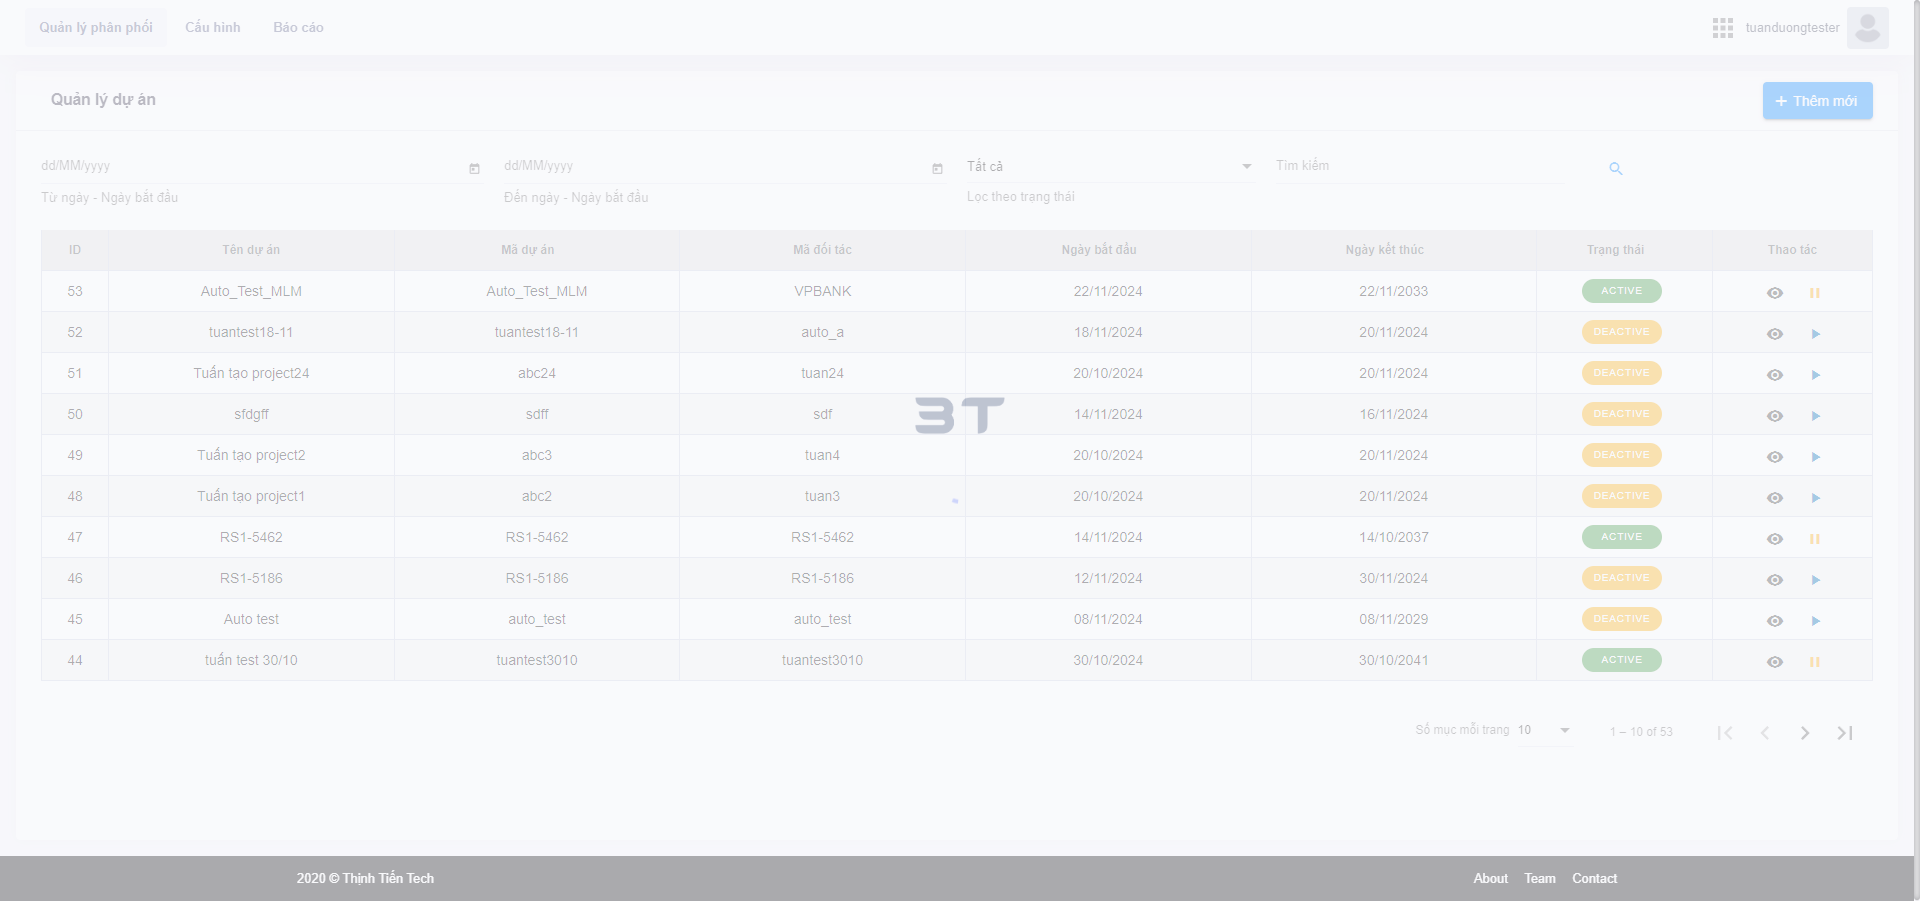 Quản lý phân phối Cấu hình Báo cáo tuanduongtester
Quản lý dự án + Thêm mới
dd/MM/yyyy dd/MM/yyyy Tất cả Tìm kiếm
Từ ngày - Ngày bắt đầu Đến ngày - Ngày bắt đầu Lọc theo trạng thái
ID Tên dự án Mã dự án Mã đối tác Ngày bắt đầu Ngày kết thúc Trạng thái Thao tác
53 Auto_Test_MLM Auto_Test_MLM VPBANK 22/11/2024 22/11/2033 ACTIVE
52 tuantest18-11 tuantest18-11 auto_a 18/11/2024 20/11/2024 DEACTIVE
51 Tuấn tạo project24 abc24 tuan24 20/10/2024 20/11/2024 DEACTIVE
50 sfdgff sdff sdf 14/11/2024 16/11/2024 DEACTIVE
3T
49 Tuấn tạo project2 abc3 tuan4 20/10/2024 20/11/2024 DEACTIVE
48 Tuấn tạo project1 abc2 tuan3 20/10/2024 20/11/2024 DEACTIVE
47 RS1-5462 RS1-5462 RS1-5462 14/11/2024 14/10/2037 ACTIVE
46 RS1-5186 RS1-5186 RS1-5186 12/11/2024 30/11/2024 DEACTIVE
45 Auto test auto_test auto_test 08/11/2024 08/11/2029 DEACTIVE
44 tuấn test 30/10 tuantest3010 tuantest3010 30/10/2024 30/10/2041 ACTIVE
Số mục mỗi trang 10 1 – 10 of 53
2020 © Thịnh Tiến Tech About Team Contact